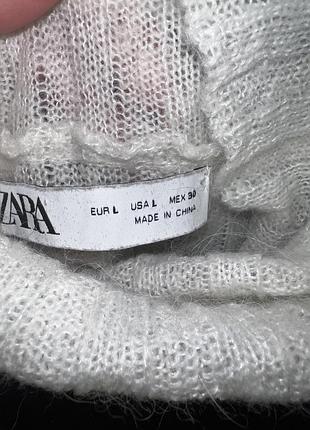 ZARA
EUR L USA L MEX 30
MADE IN CHINA